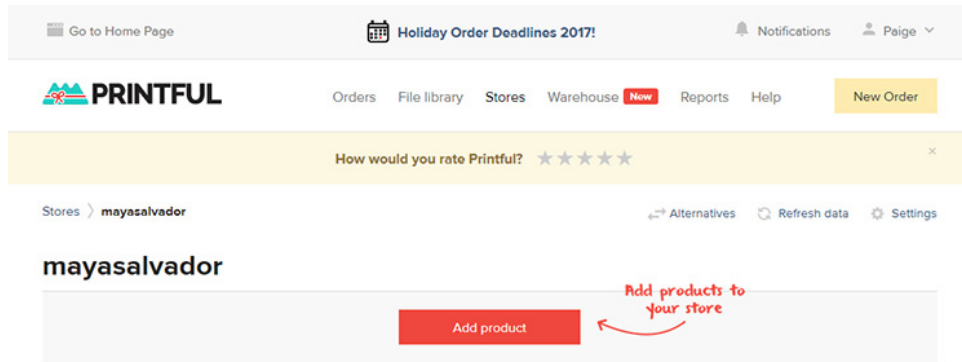 Go to Home Page Holiday Order Deadlines 2017! Notifications Paige
PRINTFUL Orders File library Stores Warehouse New Reports Help New Order
How would you rate Printful? ×
Stores mayasalvador Alternatives Refresh data Settings
mayasalvador
Add products to
your store
Add product